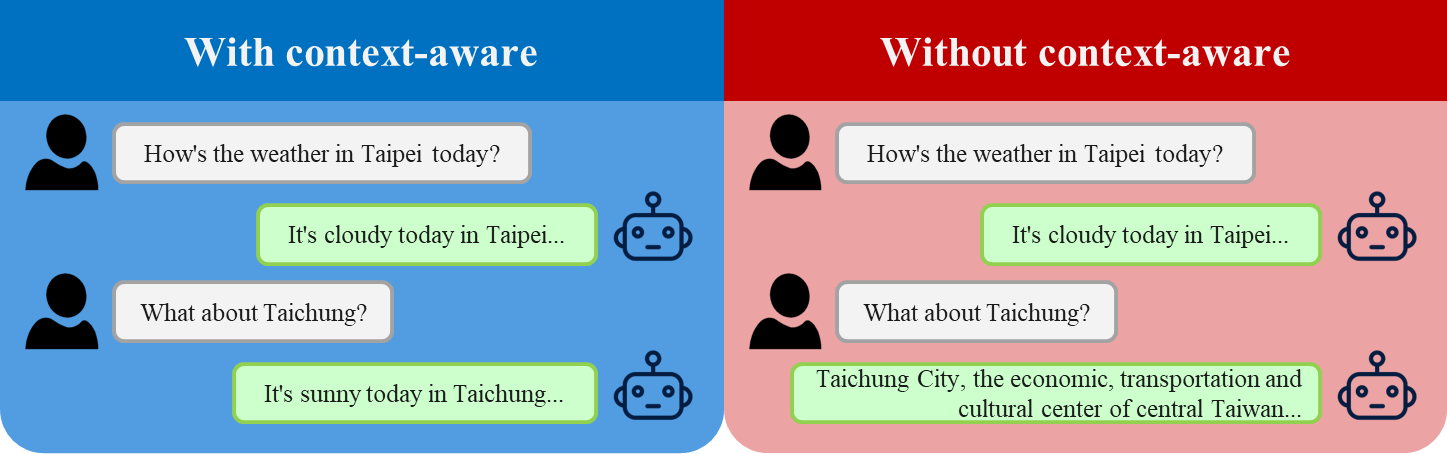 With context-aware
How's the weather in Taipei today?
It's cloudy today in Taipei...
What about Taichung?
It's sunny today in Taichung...
Without context-aware
How's the weather in Taipei today?
It's cloudy today in Taipei...
What about Taichung?
Taichung City, the economic, transportation and
cultural center of central Taiwan...